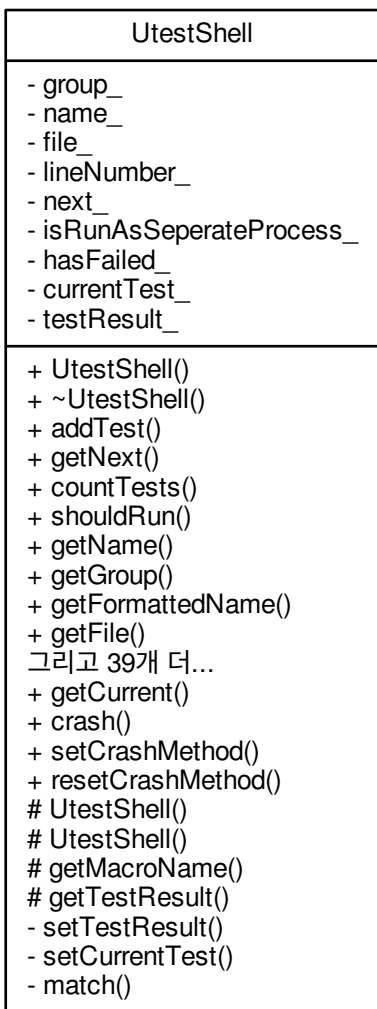 UtestShell
- group_
- name_
- file_
- lineNumber_
- next_
- isRunAsSeperateProcess_
- hasFailed_
- currentTest_
- testResult_
+ UtestShell()
+ ~UtestShell()
+ addTest()
+ getNext()
+ countTests()
+ shouldRun()
+ getName()
+ getGroup()
+ getFormattedName()
+ getFile()
그리고 39개 더...
+ getCurrent()
+ crash()
+ setCrashMethod()
+ resetCrashMethod()
# UtestShell()
# UtestShell()
# getMacroName()
# getTestResult()
- setTestResult()
- setCurrentTest()
- match()